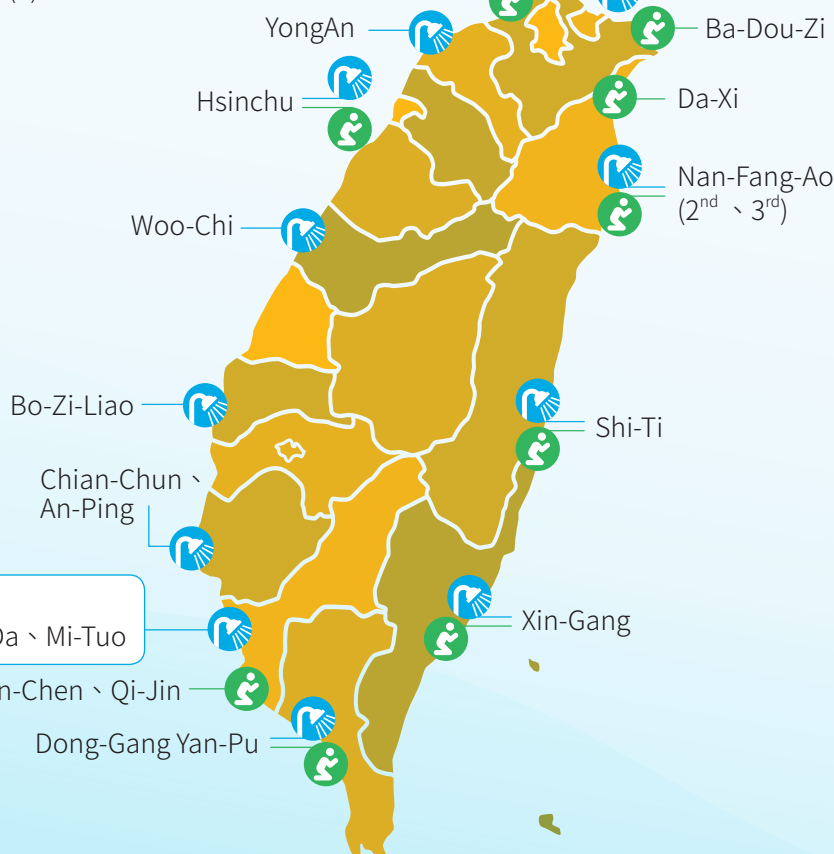 YongAn
Ba-Dou-Zi
Hsinchu
Da-Xi
Nan-Fang-Ao
(2nd 、3rd)
Woo-Chi
Bo-Zi-Liao
Shi-Ti
Chian-Chun、
An-Ping
、Mi-Tuo
Xin-Gang
n-Chen、Qi-Jin
Dong-Gang Yan-Pu